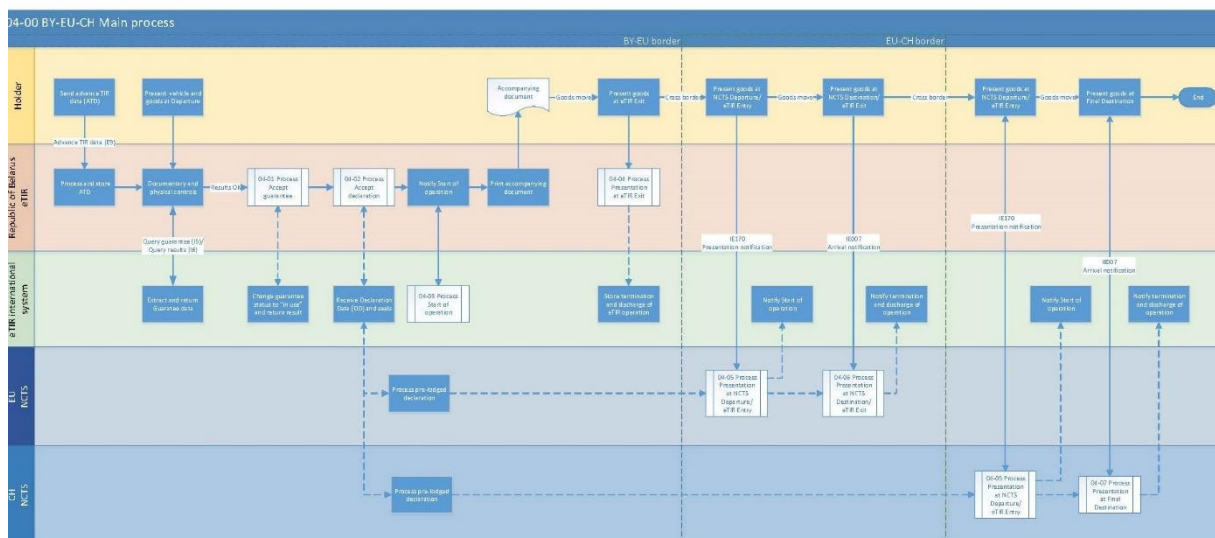 04-00 BY-EU-CH Main process
BY-EU border
EU-CH border
Holder
Send advance TIR
data (ATD)
Present vehicle and
goods at Departure
Accompanying
document
Goods move
Present goods
at eTIR Exit
Cross border
Present goods at
NCTS Departure/
eTIR Entry
Goods move
Present goods at
NCTS Destination/
eTIR Exit
Cross border
Present goods at
NCTS Departure/
eTIR Entry
Goods move
Present goods at
Final Destination
End
Advance TIR data (E9)
Republic of Belarus
eTIR
Process and store
ATD
Documentary and
physical controls
Results OK
04-01 Process
Accept
guarantee
04-02 Process
Accept
declaration
Notify Start of
operation
Print accompanying
document
04-04 Process
Presentation
at eTIR Exit
Query guarantee (I5)/
Query results (I6)
IE170
Presentation notification
IE007
Arrival notification
IE170
Presentation notification
IE007
Arrival notification
eTIR international
system
Extract and return
Guarantee data
Change guarantee
status to "in use"
and return result
Receive Declaration
Data (DD) and seals
04-03 Process
Start of
operation
Store termination
and discharge of
eTIR operation
Notify Start of
operation
Notify termination
and discharge of
operation
Notify Start of
operation
Notify termination
and discharge of
operation
EU
NCTS
Process pre-lodged
declaration
04-05 Process
Presentation
at NCTS
Departure/
eTIR Entry
04-06 Process
Presentation
at NCTS
Destination/
eTIR Exit
CH
NCTS
Process pre-lodged
declaration
04-05 Process
Presentation
at NCTS
Departure/
eTIR Entry
04-07 Process
Presentation
at Final
Destination